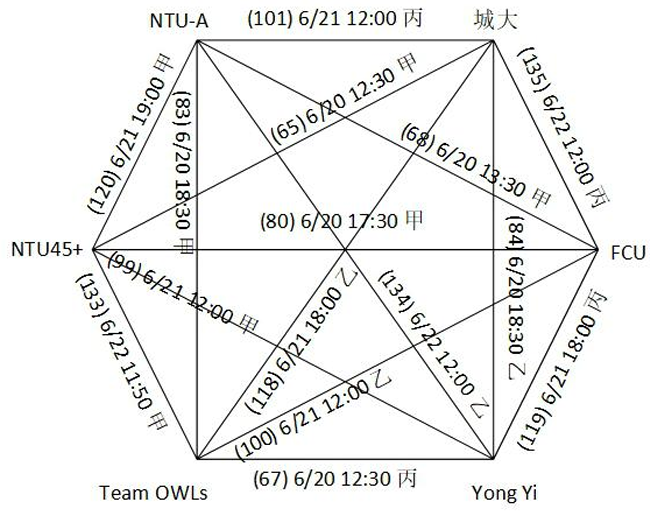 NTU-A
(101) 6/21 12:00 丙
城大
(120) 6/21 19:00 甲
(83) 6/20 18:30 甲
(65) 6/20 12:30 甲
(68) 6/20 13:30 甲
(135) 6/22 12:00 丙
NTU45+
(80) 6/20 17:30 甲
FCU
(99) 6/21 12:00 甲
(133) 6/22 11:50 甲
(118) 6/21 18:00 乙
(134) 6/22 12:00 乙
(84) 6/20 18:30 乙
(119) 6/21 18:00 丙
(100) 6/21 12:00 乙
(67) 6/20 12:30 丙
Team OWLs
Yong Yi